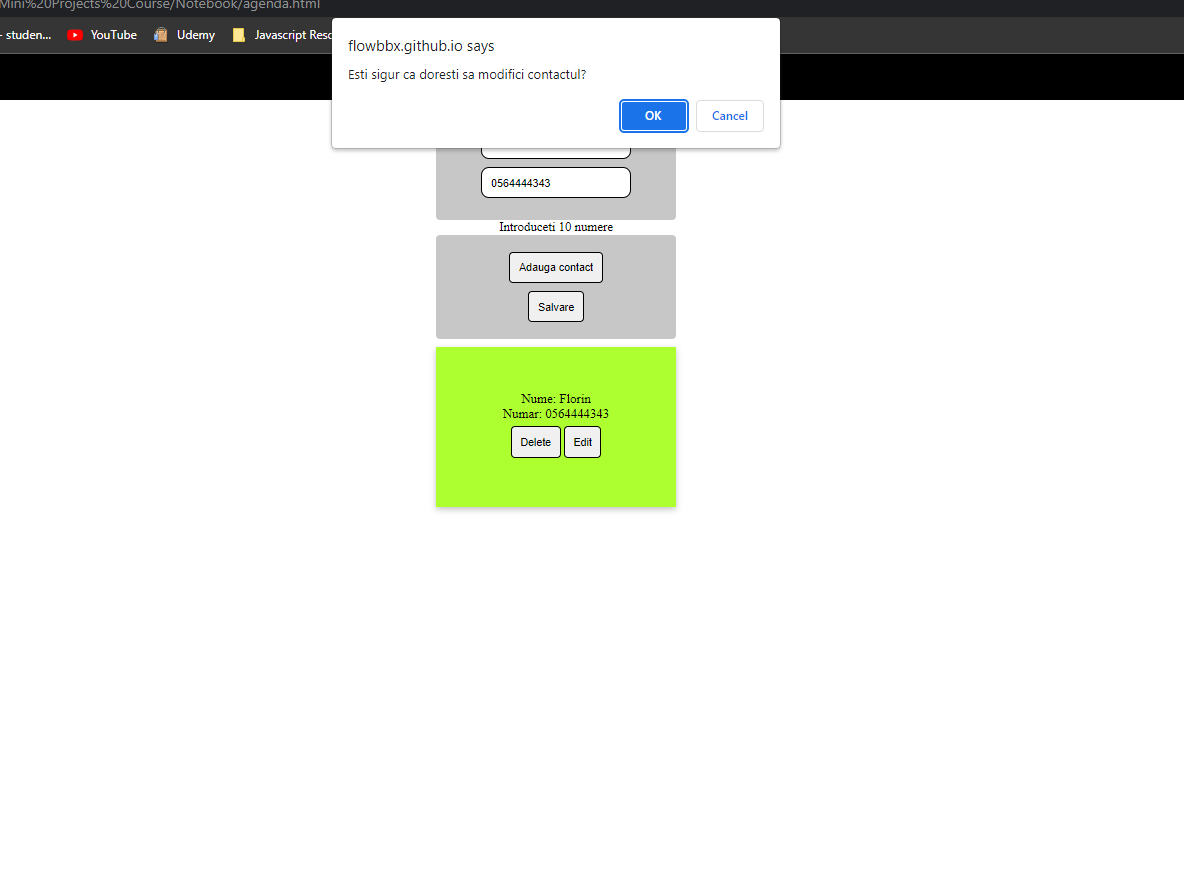 Mini%20Projects%20Course/Notebook/agenda.html
- studen... YouTube Udemy Javascript Resc
flowbbx.github.io says
Esti sigur ca doresti sa modifici contactul?
OK Cancel
0564444343
Introduceti 10 numere
Adauga contact
Salvare
Nume: Florin
Numar: 0564444343
Delete Edit